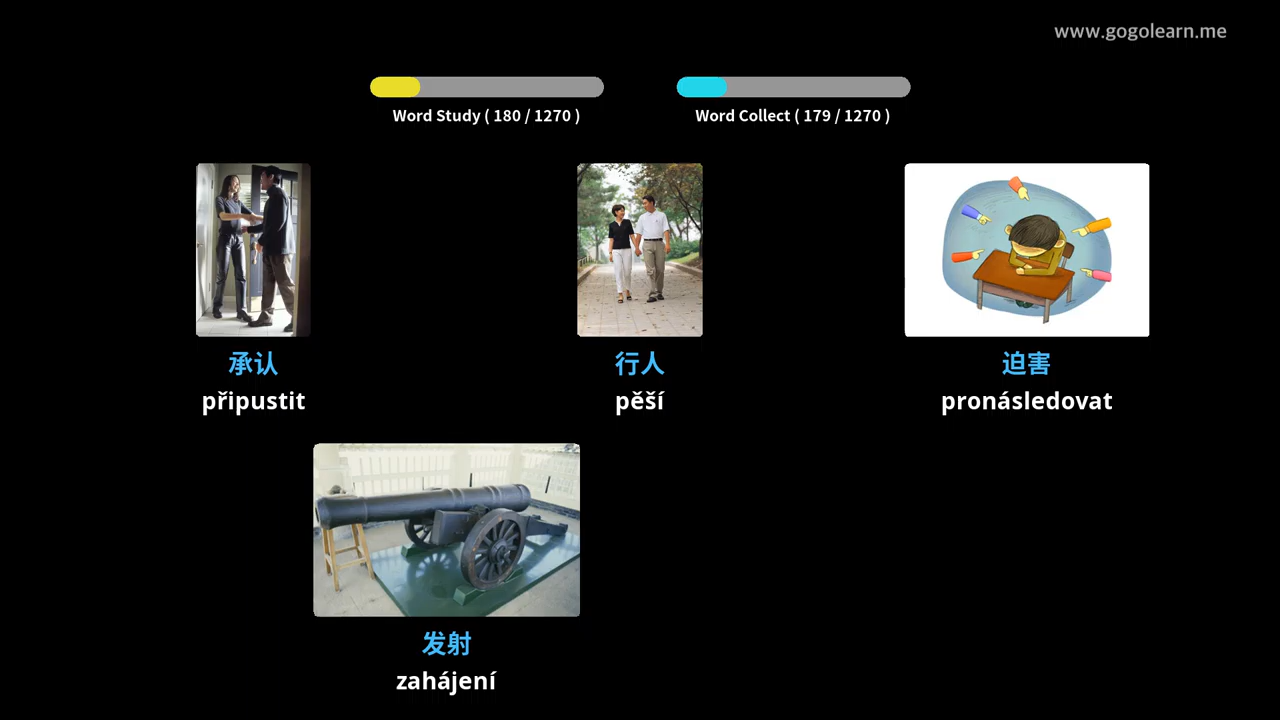 www.gogolearn.me
Word Study ( 180 / 1270 )
Word Collect ( 179 / 1270 )
承认
připustit
行人
pěší
迫害
pronásledovat
发射
zahájení